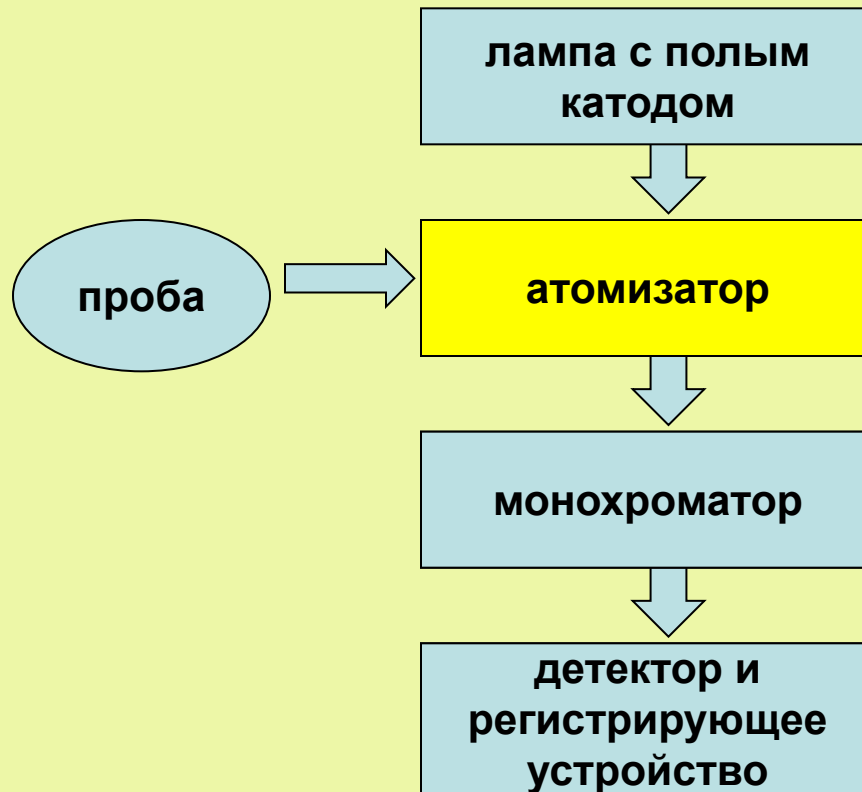 лампа с полым
катодом
проба
атомизатор
монохроматор
детектор и
регистрирующее
устройство